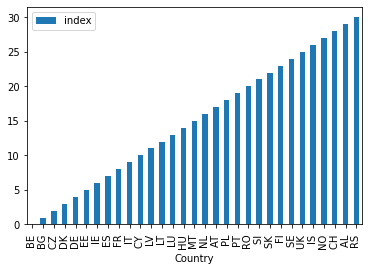 index
30
25
20
15
10
5
0
BE BG CZ DK DE EE IE ES FR IT CY LV LT LU HU MT NL AT PL PT RO SI SK FI SE UK IS NO CH AL RS
Country